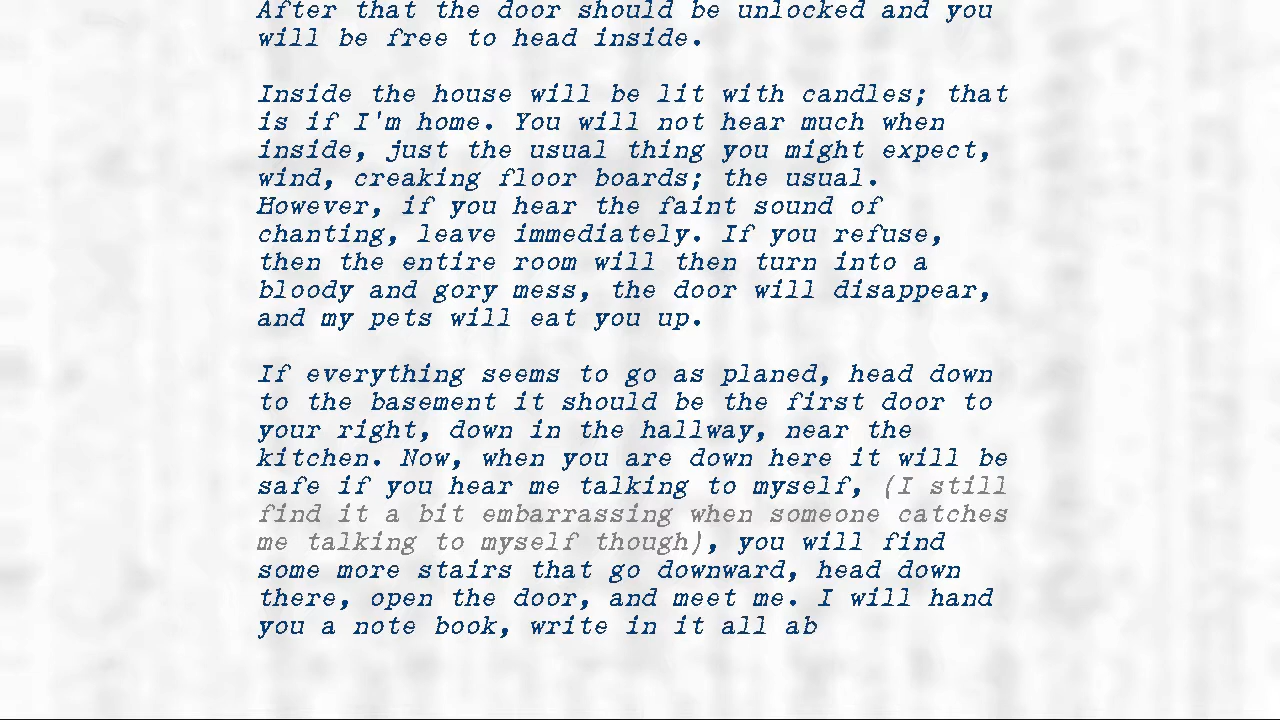 After that the door should be unlocked and you
will be free to head inside.
Inside the house will be lit with candles; that
is if I'm home. You will not hear much when
inside, just the usual thing you might expect,
wind, creaking floor boards; the usual.
However, if you hear the faint sound of
chanting, leave immediately. If you refuse,
then the entire room will then turn into a
bloody and gory mess, the door will disappear,
and my pets will eat you up.
If everything seems to go as planed, head down
to the basement it should be the first door to
your right, down in the hallway, near the
kitchen. Now, when you are down here it will be
safe if you hear me talking to myself, (I still
find it a bit embarrassing when someone catches
me talking to myself though), you will find
some more stairs that go downward, head down
there, open the door, and meet me. I will hand
you a note book, write in it all ab